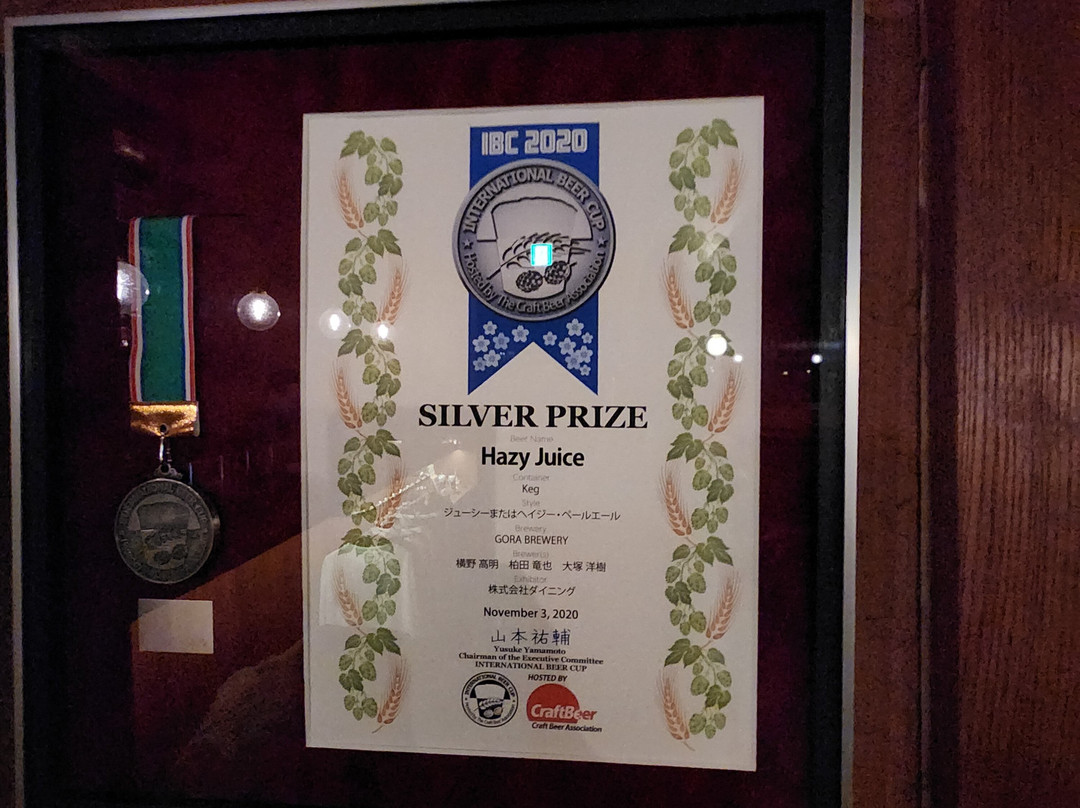 IBC 2020
INTERNATIONAL BEER CUP
Hosted by The Craft Beer Association
SILVER PRIZE
Beer Name
Hazy Juice
Container
Keg
Style
ジューシーまたはヘイジー・ペールエール
Brewery
GORA BREWERY
Brewer(s)
横野 高明 柏田 竜也 大塚 洋樹
Exhibitor
株式会社ダイニング
November 3, 2020
山本祐輔
Yusuke Yamamoto
Chairman of the Executive Committee
INTERNATIONAL BEER CUP
INTERNATIONAL BEER CUP
HOSTED BY
CraftBeer
Craft Beer Association